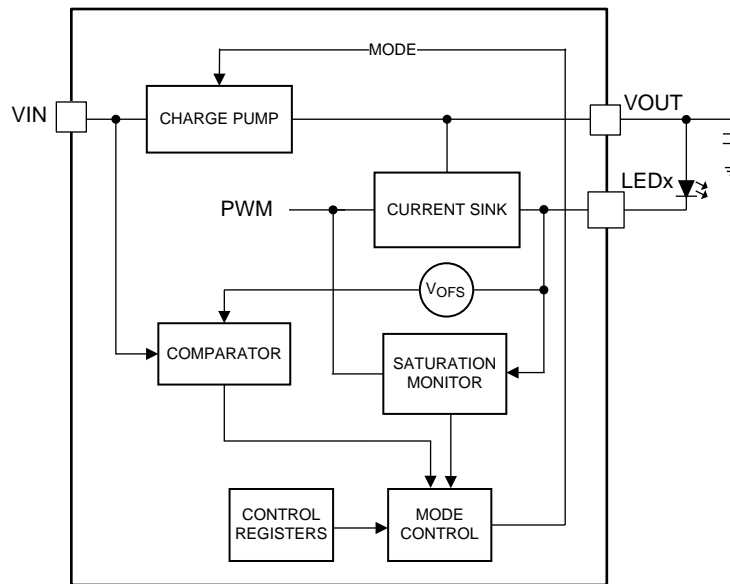 MODE
VIN
CHARGE PUMP
VOUT
LEDx
PWM
CURRENT SINK
VOFS
COMPARATOR
SATURATION
MONITOR
CONTROL
REGISTERS
MODE
CONTROL